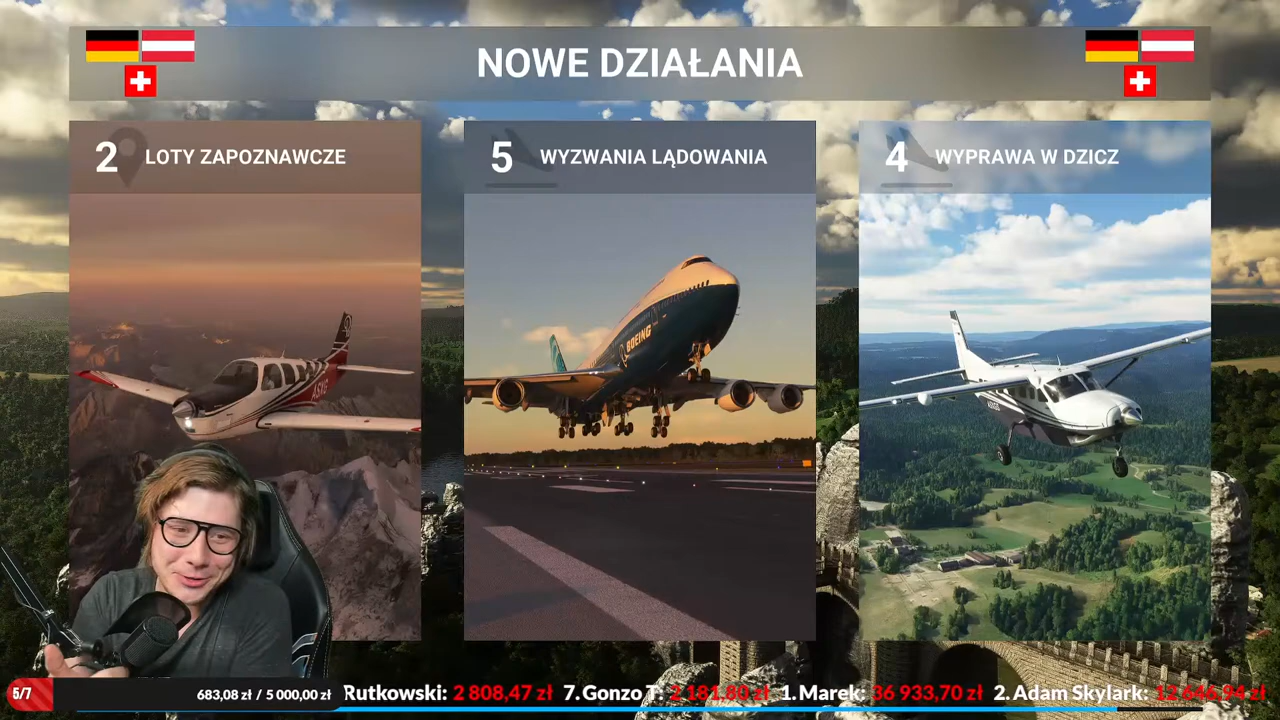 NOWE DZIAŁANIA
2 LOTY ZAPOZNAWCZE
5 WYZWANIA LĄDOWANIA
4 WYPRAWA W DZICZ
BOEING
5/7 683,08 zł / 5 000,00 zł Rutkowski: 2 808,47 zł 7. Gonzo T: 2 181,80 zł 1. Marek: 36 933,70 zł 2. Adam Skylark: 12 646,94 zł